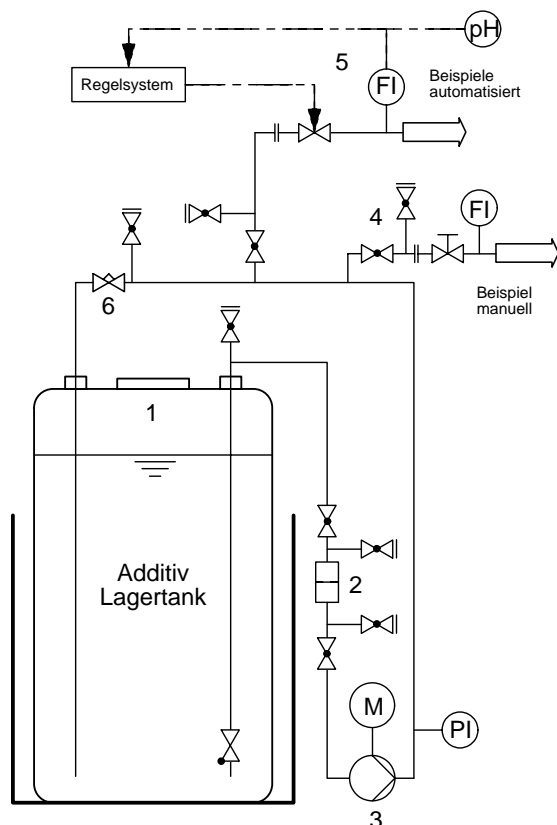 pH
5
FI
Beispiele
automatisiert
Regelsystem
4
FI
6
Beispiel
manuell
1
Additiv
Lagertank
2
M
PI
3